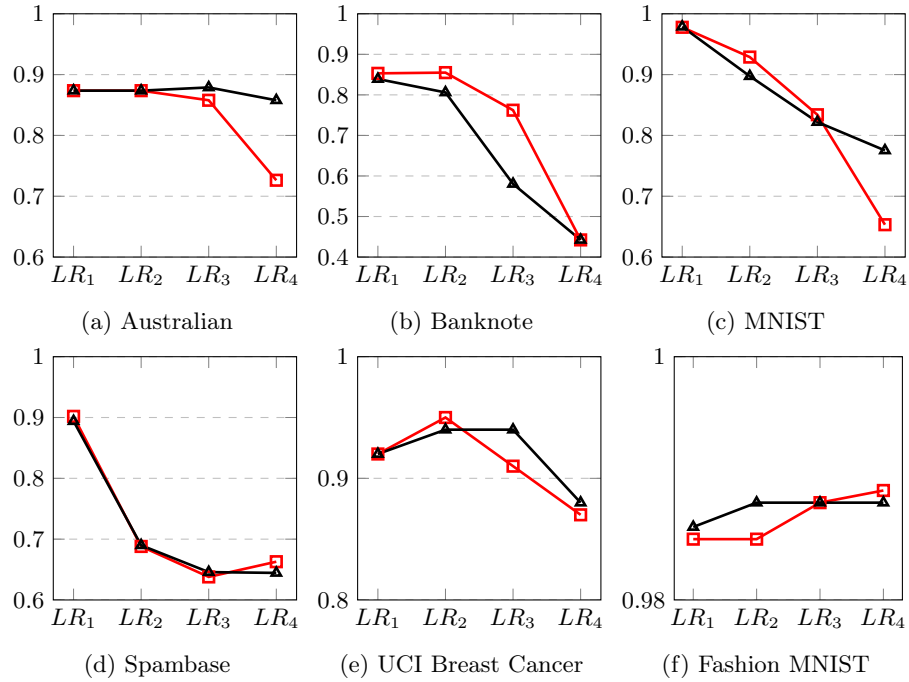 1
0.9
0.8
0.7
0.6
LR₁ LR₂ LR₃ LR₄
(a) Australian
1
0.9
0.8
0.7
0.6
0.5
0.4
LR₁ LR₂ LR₃ LR₄
(b) Banknote
1
0.9
0.8
0.7
0.6
LR₁ LR₂ LR₃ LR₄
(c) MNIST
1
0.9
0.8
0.7
0.6
LR₁ LR₂ LR₃ LR₄
(d) Spambase
1
0.9
0.8
LR₁ LR₂ LR₃ LR₄
(e) UCI Breast Cancer
1
0.98
LR₁ LR₂ LR₃ LR₄
(f) Fashion MNIST